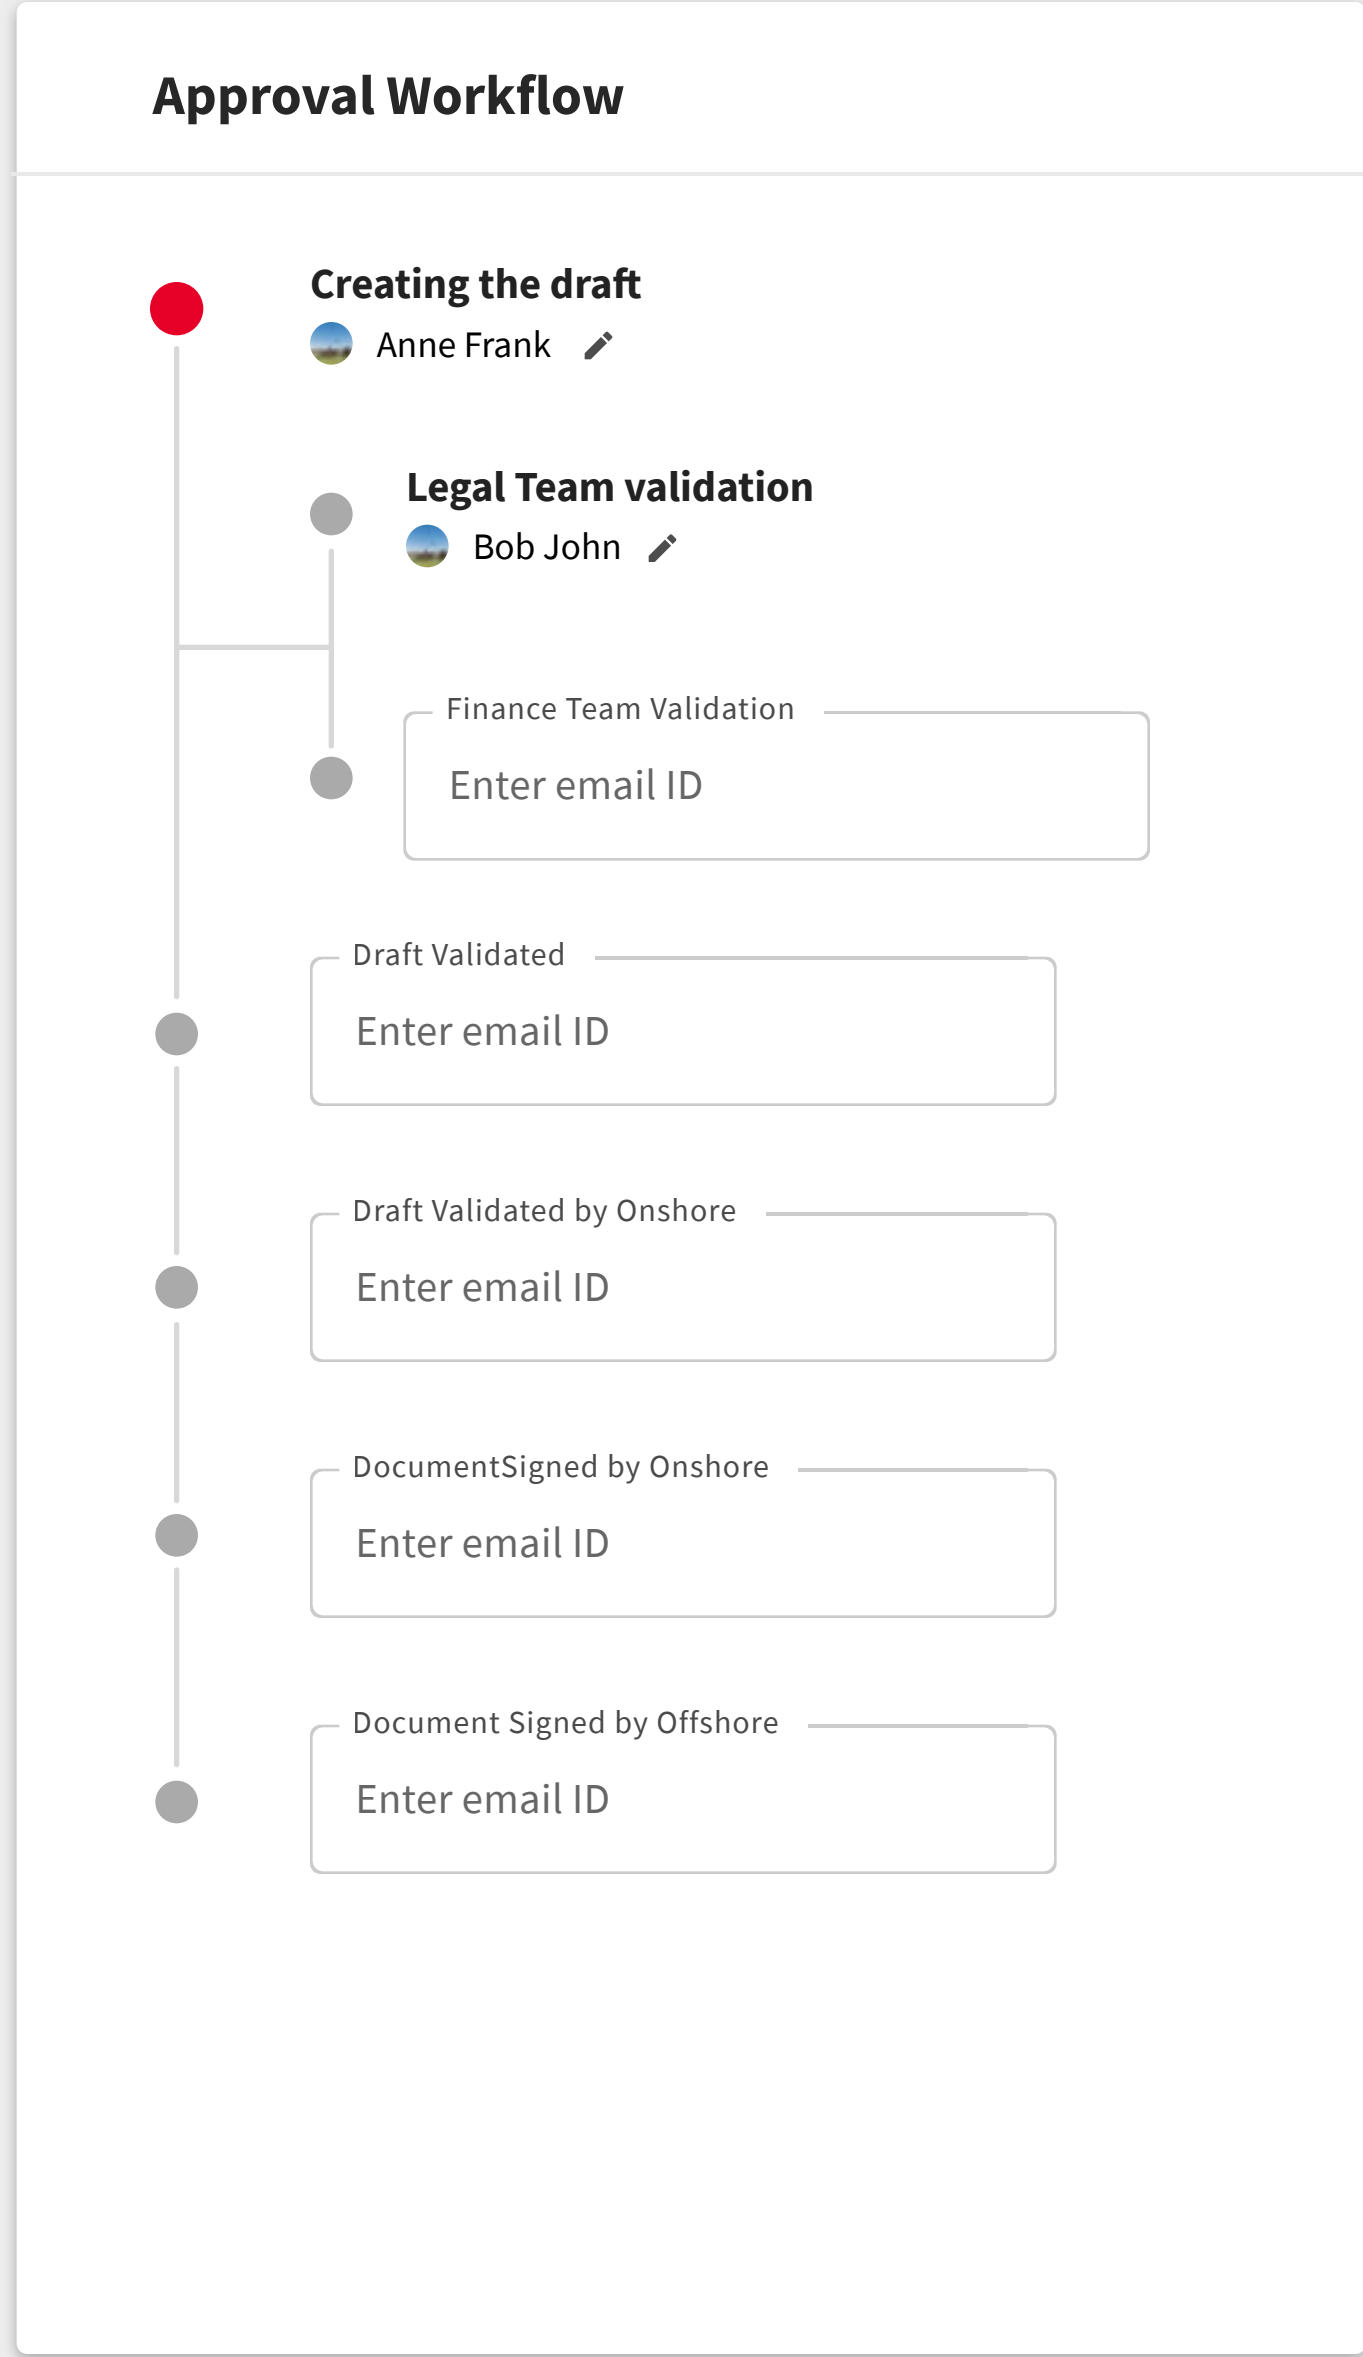 Approval Workflow
Creating the draft
Anne Frank
Legal Team validation
Bob John
Finance Team Validation
Enter email ID
Draft Validated
Enter email ID
Draft Validated by Onshore
Enter email ID
DocumentSigned by Onshore
Enter email ID
Document Signed by Offshore
Enter email ID